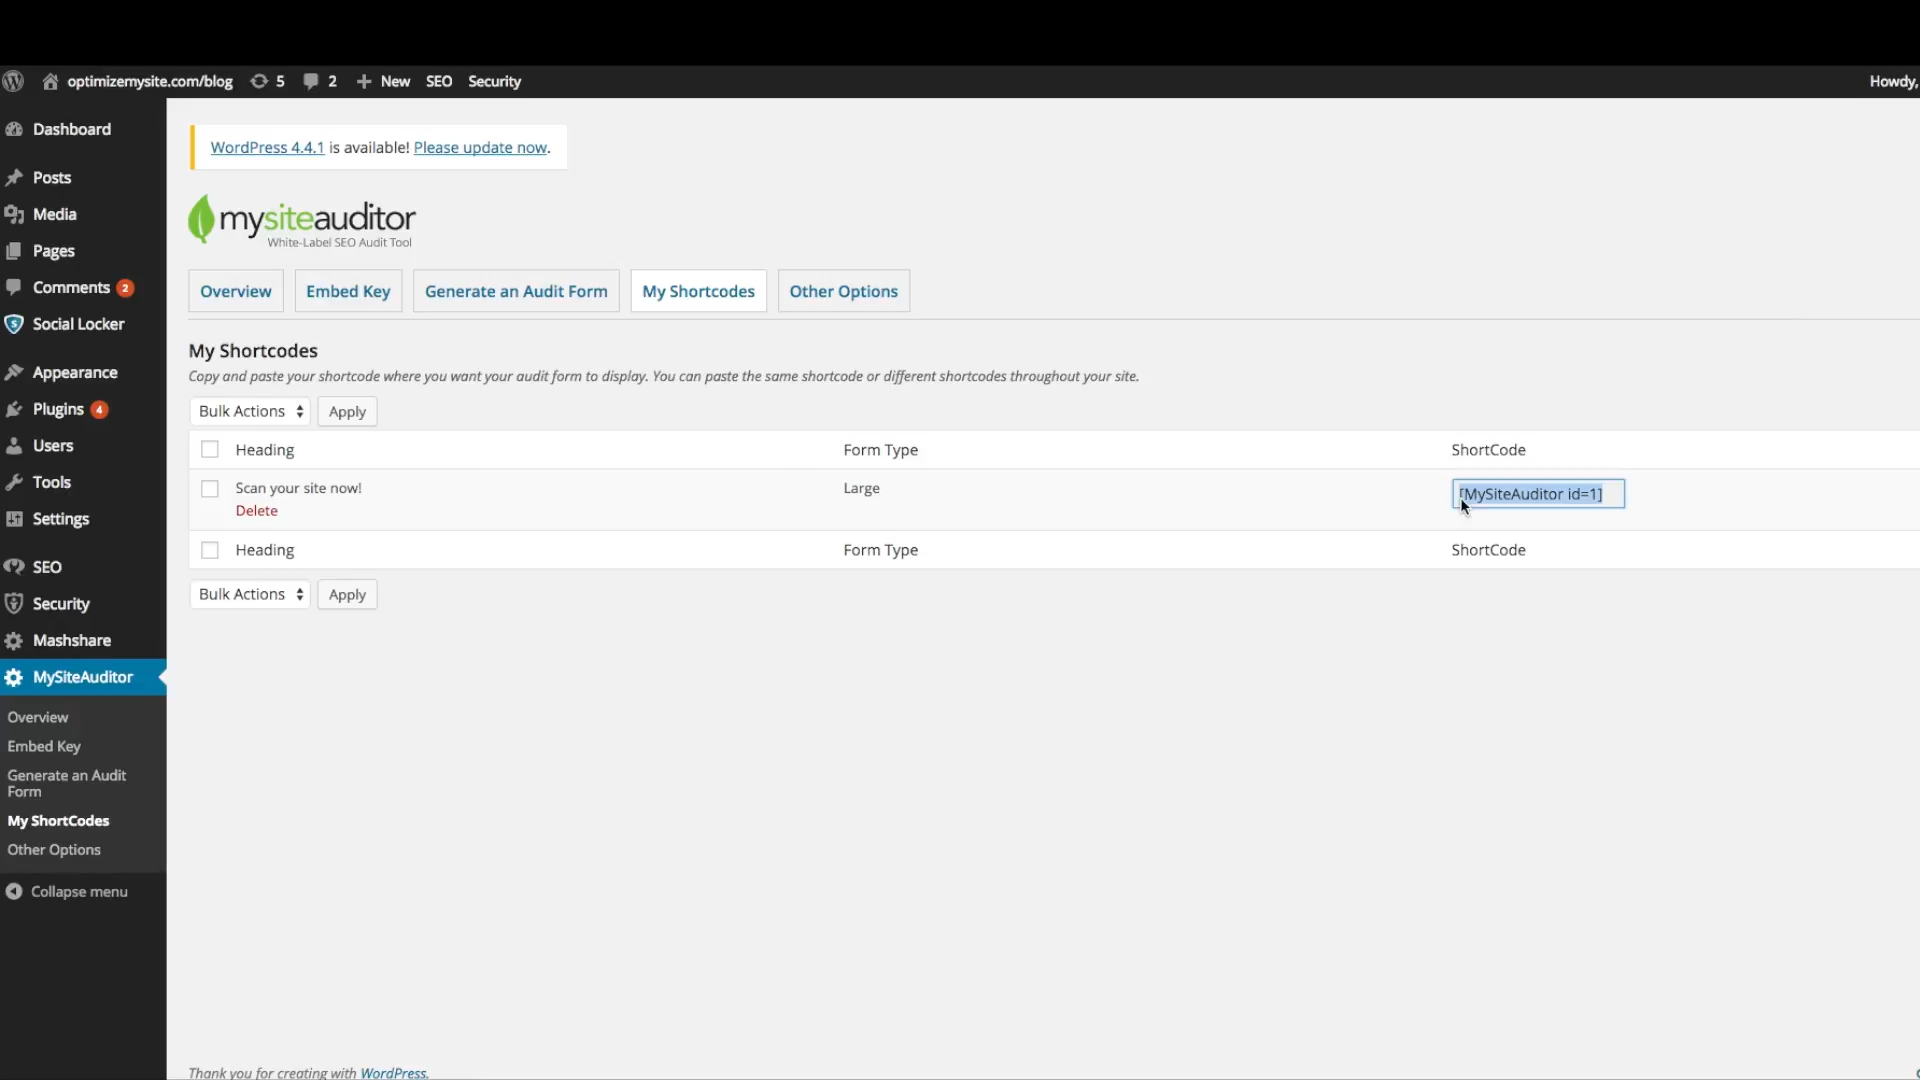 optimizemysite.com/blog 5 2 New SEO Security Howdy,
Dashboard
Posts
Media
Pages
Comments 2
Social Locker
Appearance
Plugins 4
Users
Tools
Settings
SEO
Security
Mashshare
MySiteAuditor
Overview
Embed Key
Generate an Audit
Form
My ShortCodes
Other Options
Collapse menu
WordPress 4.4.1 is available! Please update now.
mysiteauditor
White-Label SEO Audit Tool
Overview Embed Key Generate an Audit Form My Shortcodes Other Options
My Shortcodes
Copy and paste your shortcode where you want your audit form to display. You can paste the same shortcode or different shortcodes throughout your site.
Bulk Actions Apply
Heading Form Type ShortCode
Scan your site now! Large [MySiteAuditor id=1]
Delete
Heading Form Type ShortCode
Bulk Actions Apply
Thank you for creating with WordPress.